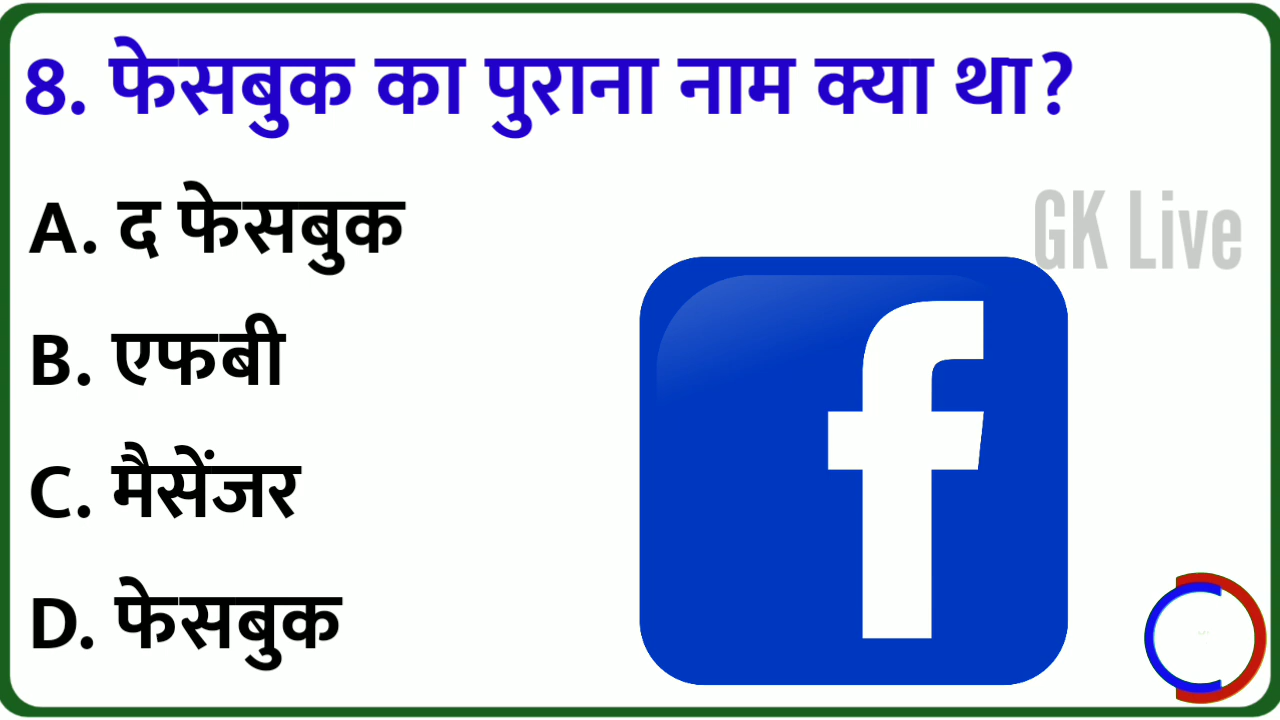 8. फेसबुक का पुराना नाम क्या था?
A. द फेसबुक
GK Live
B. एफबी
C. मैसेंजर
D. फेसबुक